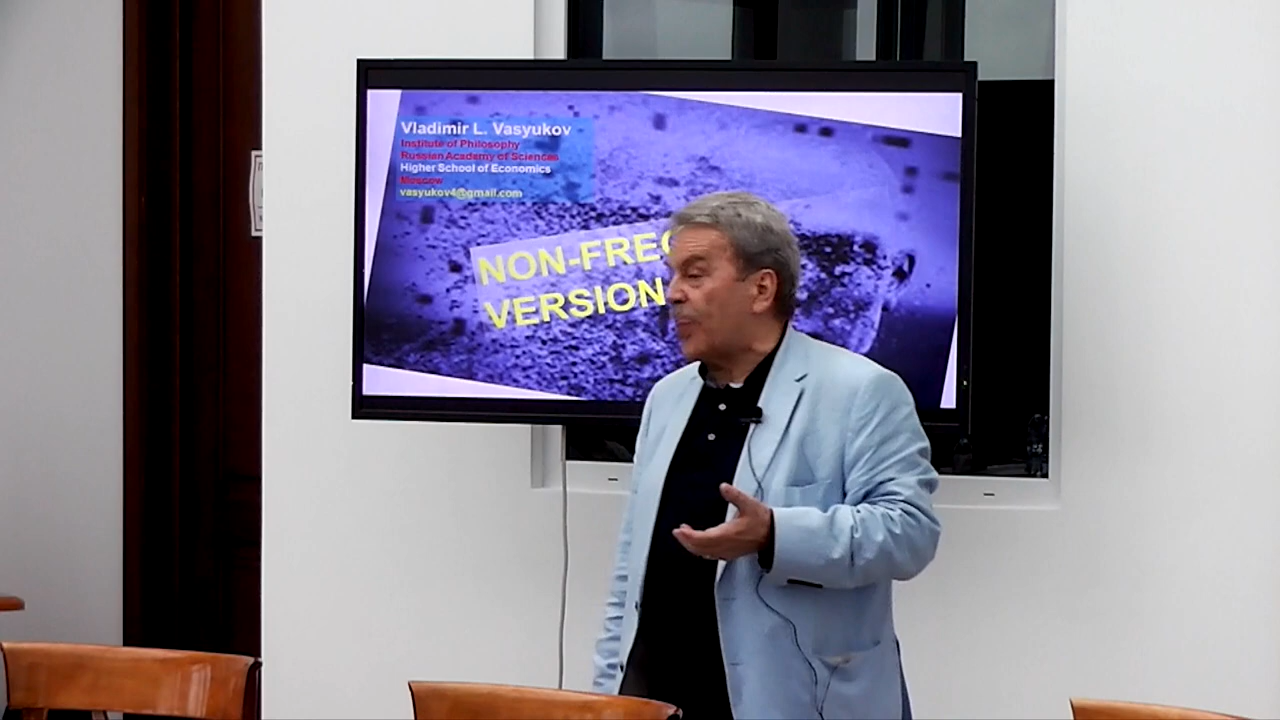 Vladimir L. Vasyukov
Institute of Philosophy
Russian Academy of Sciences
Higher School of Economics
Moscow
vasyukov4@gmail.com
NON-FREG
VERSION